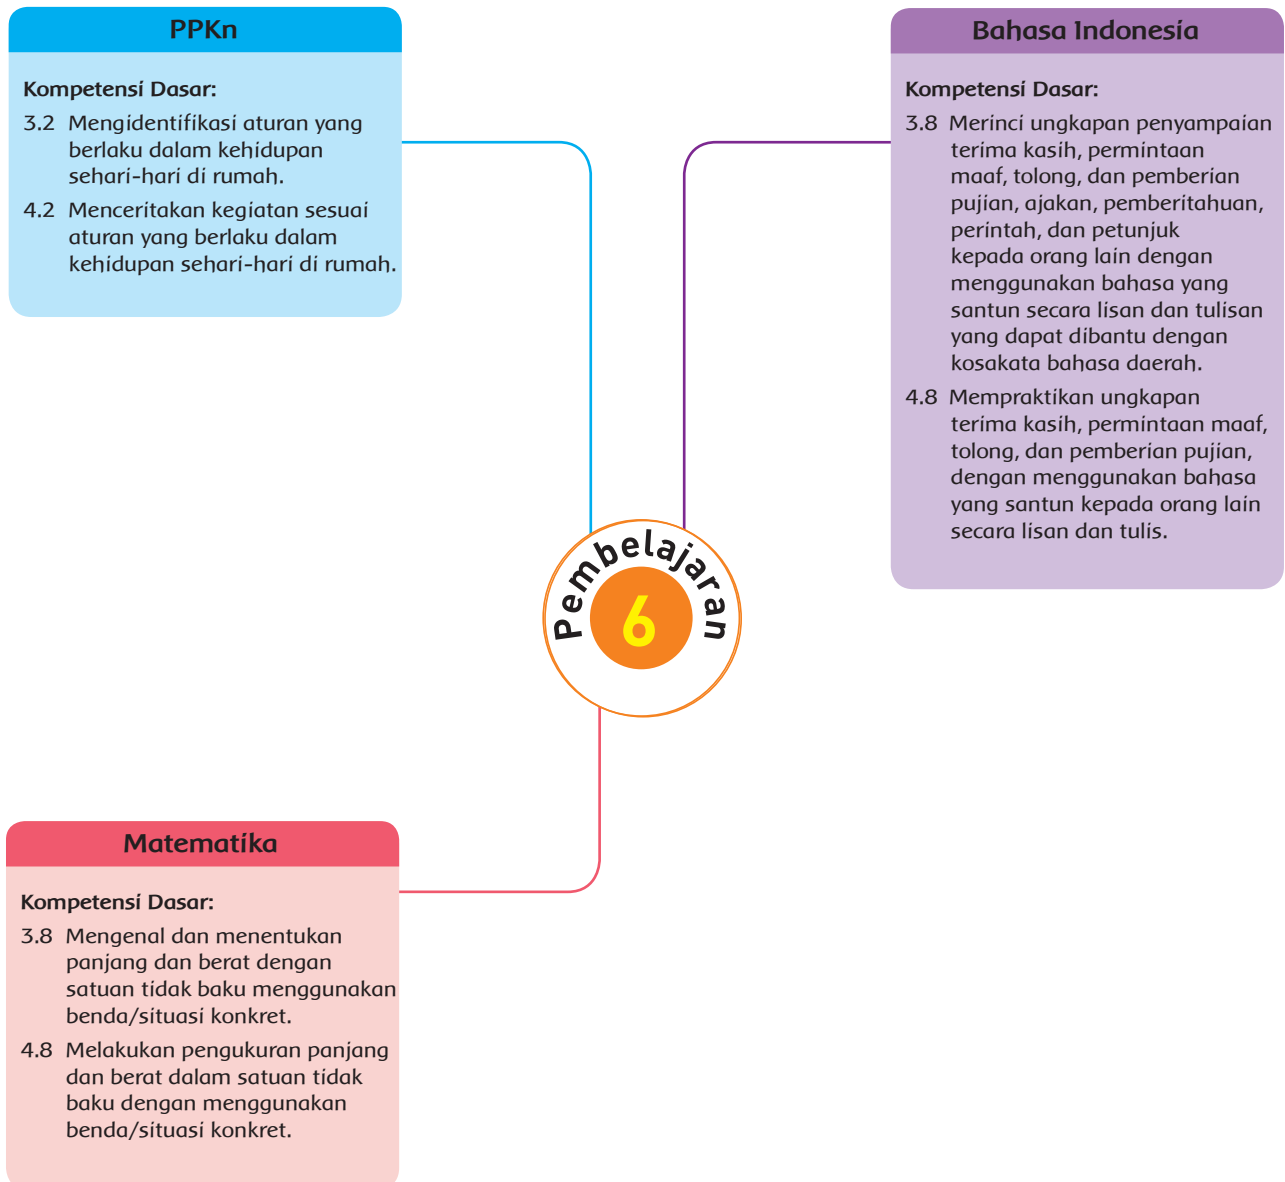 PPKn
Kompetensi Dasar:
3.2 Mengidentifikasi aturan yang
berlaku dalam kehidupan
sehari-hari di rumah.
4.2 Menceritakan kegiatan sesuai
aturan yang berlaku dalam
kehidupan sehari-hari di rumah.
Bahasa Indonesia
Kompetensi Dasar:
3.8 Merinci ungkapan penyampaian
terima kasih, permintaan
maaf, tolong, dan pemberian
pujian, ajakan, pemberitahuan,
perintah, dan petunjuk
kepada orang lain dengan
menggunakan bahasa yang
santun secara lisan dan tulisan
yang dapat dibantu dengan
kosakata bahasa daerah.
4.8 Mempraktikan ungkapan
terima kasih, permintaan maaf,
tolong, dan pemberian pujian,
dengan menggunakan bahasa
yang santun kepada orang lain
secara lisan dan tulis.
Pembelajaran
6
Matematika
Kompetensi Dasar:
3.8 Mengenal dan menentukan
panjang dan berat dengan
satuan tidak baku menggunakan
benda/situasi konkret.
4.8 Melakukan pengukuran panjang
dan berat dalam satuan tidak
baku dengan menggunakan
benda/situasi konkret.